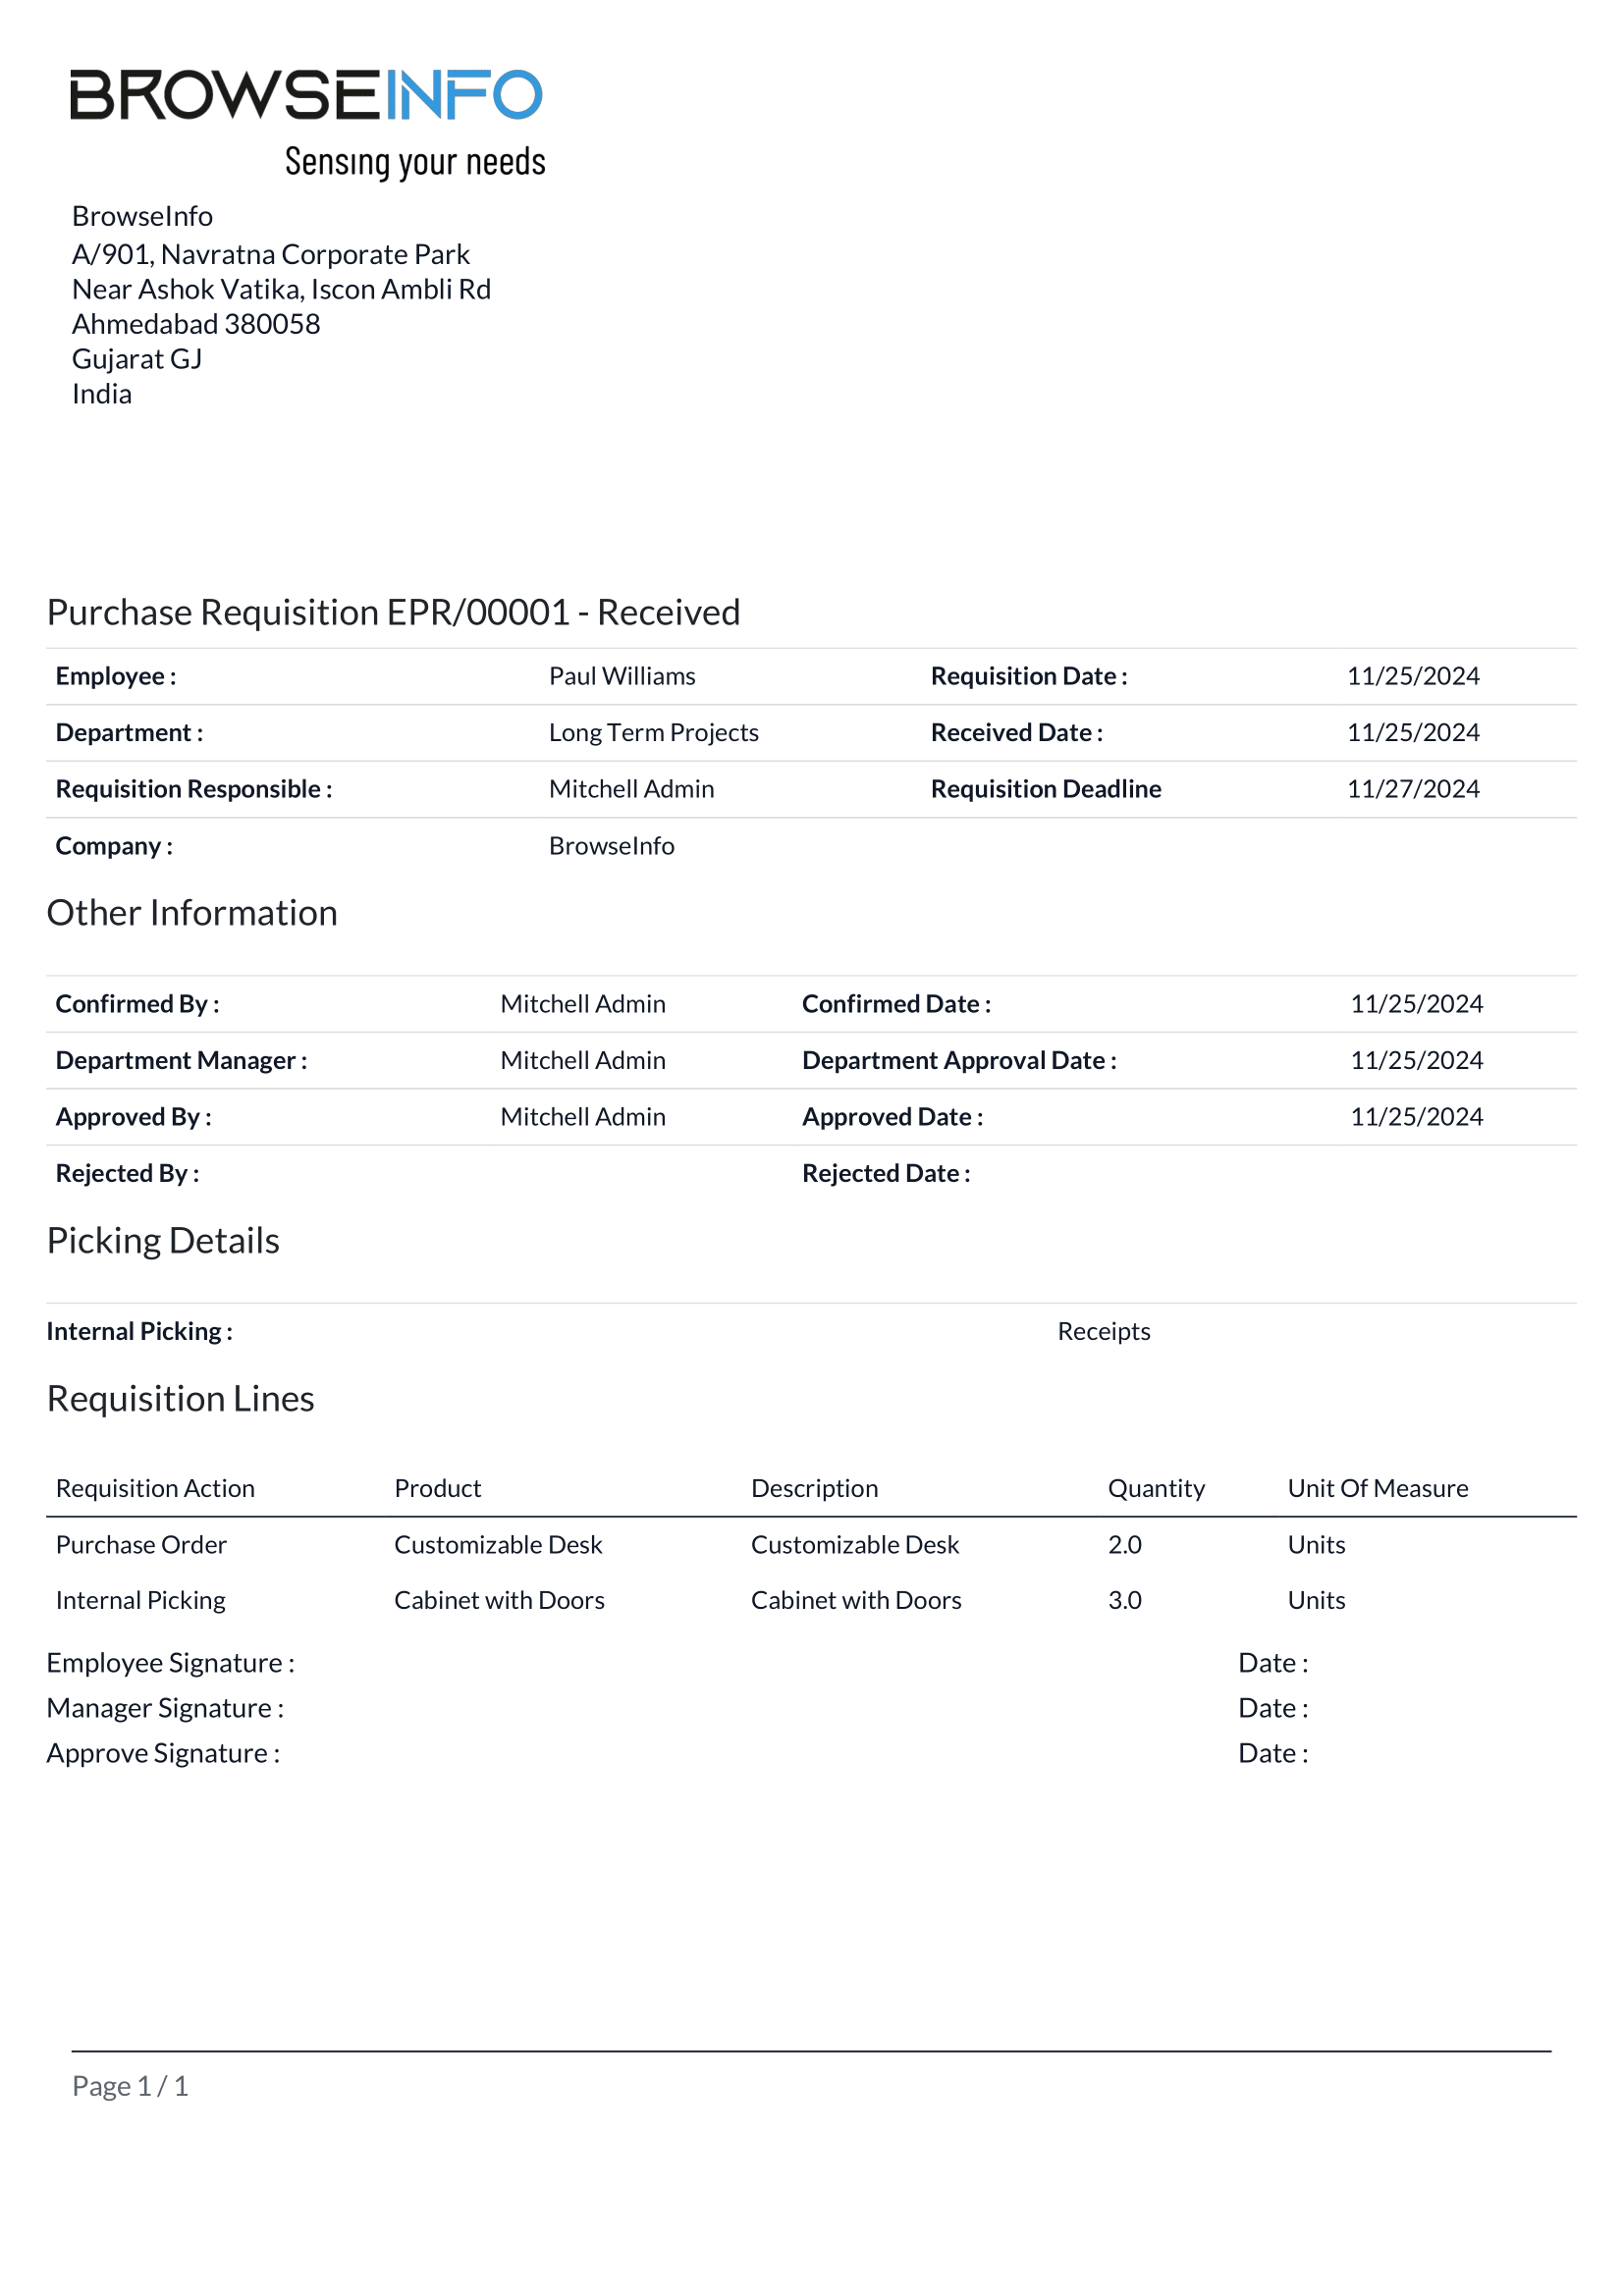 BROWSEINFO
Sensing your needs
BrowseInfo
A/901, Navratna Corporate Park
Near Ashok Vatika, Iscon Ambli Rd
Ahmedabad 380058
Gujarat GJ
India
Purchase Requisition EPR/00001 - Received
Employee : Paul Williams Requisition Date : 11/25/2024
Department : Long Term Projects Received Date : 11/25/2024
Requisition Responsible : Mitchell Admin Requisition Deadline 11/27/2024
Company : BrowseInfo
Other Information
Confirmed By : Mitchell Admin Confirmed Date : 11/25/2024
Department Manager : Mitchell Admin Department Approval Date : 11/25/2024
Approved By : Mitchell Admin Approved Date : 11/25/2024
Rejected By : Rejected Date :
Picking Details
Internal Picking : Receipts
Requisition Lines
Requisition Action Product Description Quantity Unit Of Measure
Purchase Order Customizable Desk Customizable Desk 2.0 Units
Internal Picking Cabinet with Doors Cabinet with Doors 3.0 Units
Employee Signature : Date :
Manager Signature : Date :
Approve Signature : Date :
Page 1 / 1